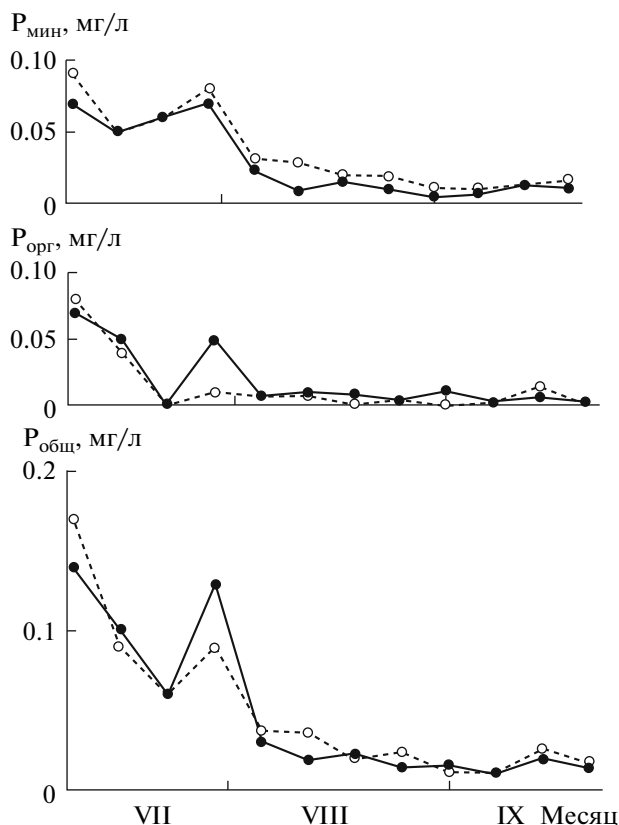 Pмин, мг/л
0.10
0.05
0
Pорг, мг/л
0.10
0.05
0
Pобщ, мг/л
0.2
0.1
0
VII VIII IX Месяц